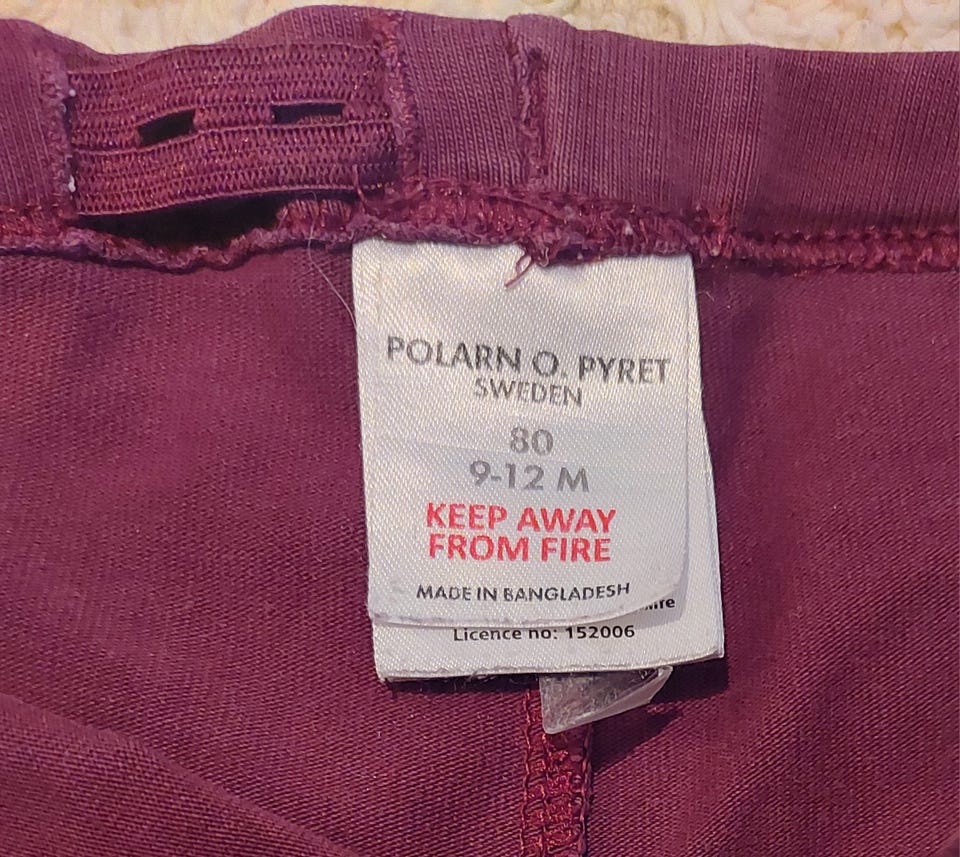 POLARN O. PYRET
SWEDEN
80
9-12 M
KEEP AWAY
FROM FIRE
MADE IN BANGLADESH
Licence no: 152006